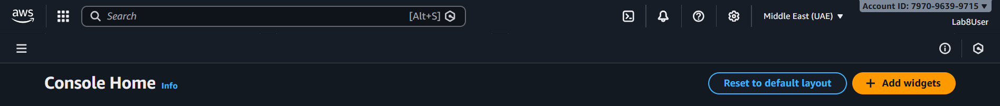 aws
Search [Alt+S]
Middle East (UAE)
Account ID: 7970-9639-9715
Lab8User
Console Home Info
Reset to default layout
+ Add widgets